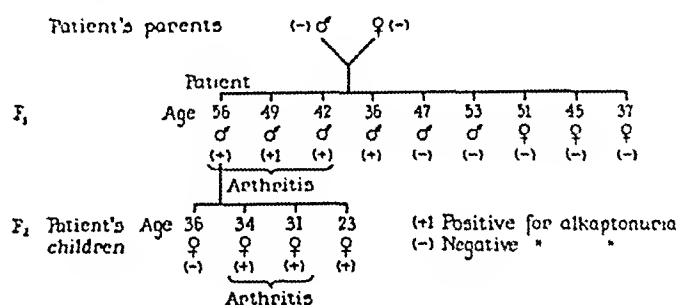 Patient's parents (-) ♂ ♀ (-)
Patient
F₁ Age 56 49 42 36 47 53 51 45 37
♂ ♂ ♂ ♂ ♂ ♂ ♀ ♀ ♀
(+) (+) (+) (+) (-) (-) (-) (-) (-)
Arthritis
F₂ Patient's children Age 36 34 31 23
♀ ♀ ♀ ♀
(-) (+) (+) (+)
Arthritis
(+) Positive for alkaptonuria
(-) Negative " "